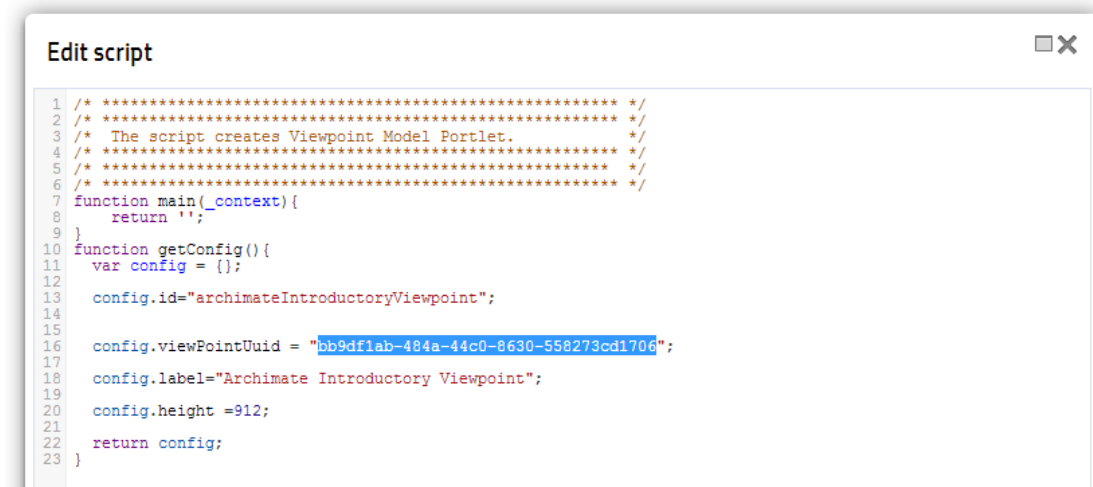 Edit script
1 /* ******************************************************* */
2 /* ******************************************************* */
3 /*  The script creates Viewpoint Model Portlet.            */
4 /* ******************************************************* */
5 /* ******************************************************  */
6 /* ******************************************************* */
7 function main(_context){
8     return '';
9 }
10 function getConfig(){
11   var config = {};
12
13   config.id="archimateIntroductoryViewpoint";
14
15
16   config.viewPointUuid = "bb9df1ab-484a-44c0-8630-558273cd1706";
17
18   config.label="Archimate Introductory Viewpoint";
19
20   config.height =912;
21
22   return config;
23 }